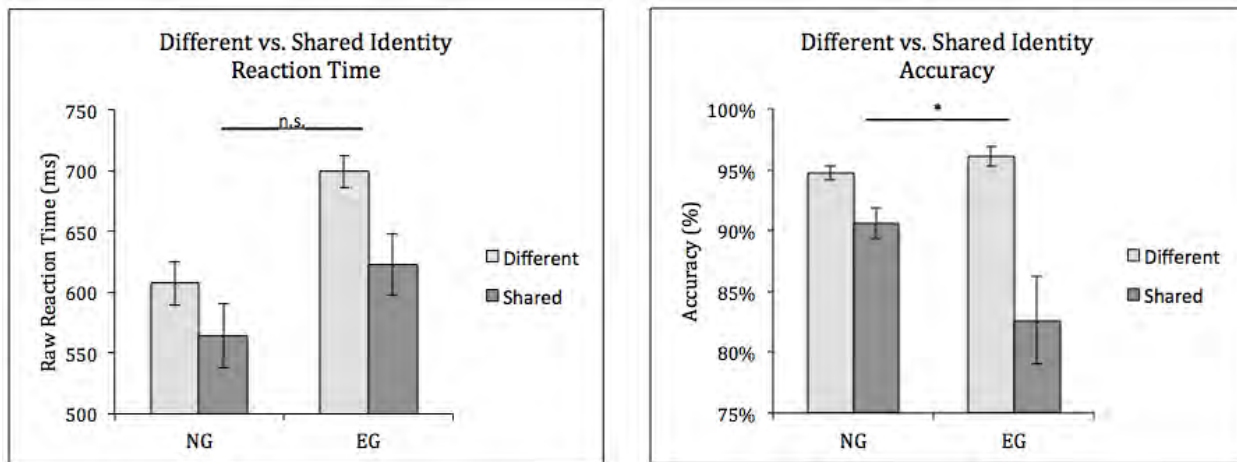 Different vs. Shared Identity
Reaction Time
750
700
650
600
550
500
Raw Reaction Time (ms)
n.s.
NG
EG
Different
Shared
Different vs. Shared Identity
Accuracy
100%
95%
90%
85%
80%
75%
Accuracy (%)
*
NG
EG
Different
Shared